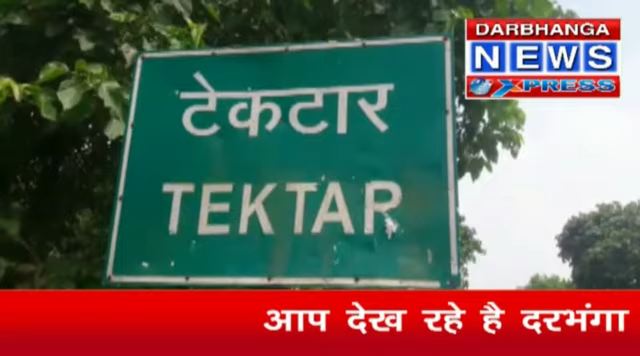 DARBHANGA
NEWS
XPRESS
टेकटार
TEKTAR
आप देख रहे है दरभंगा